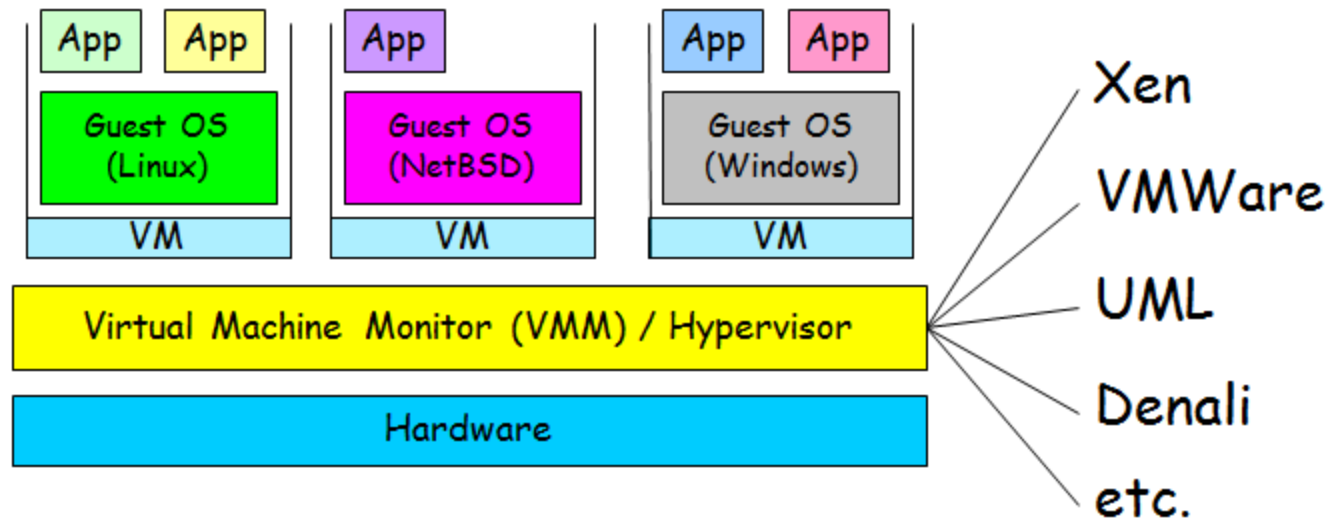 App App
Guest OS
(Linux)
VM
App
Guest OS
(NetBSD)
VM
App App
Guest OS
(Windows)
VM
Virtual Machine Monitor (VMM) / Hypervisor
Hardware
Xen
VMWare
UML
Denali
etc.